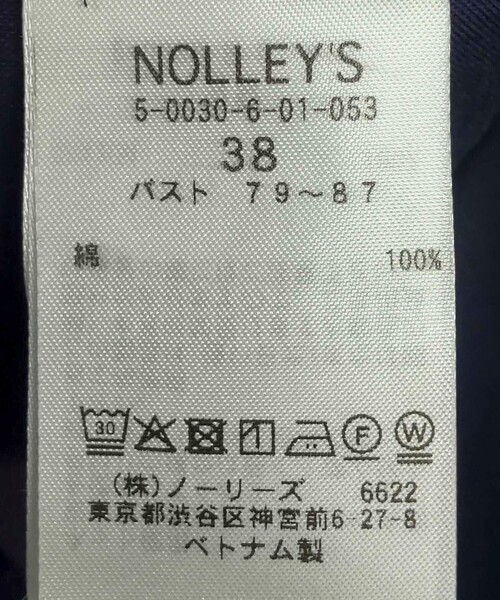 NOLLEY'S
5-0030-6-01-053
38
バスト 79～87
綿 100%
30 F W
(株)ノーリーズ 6622
東京都渋谷区神宮前6-27-8
ベトナム製